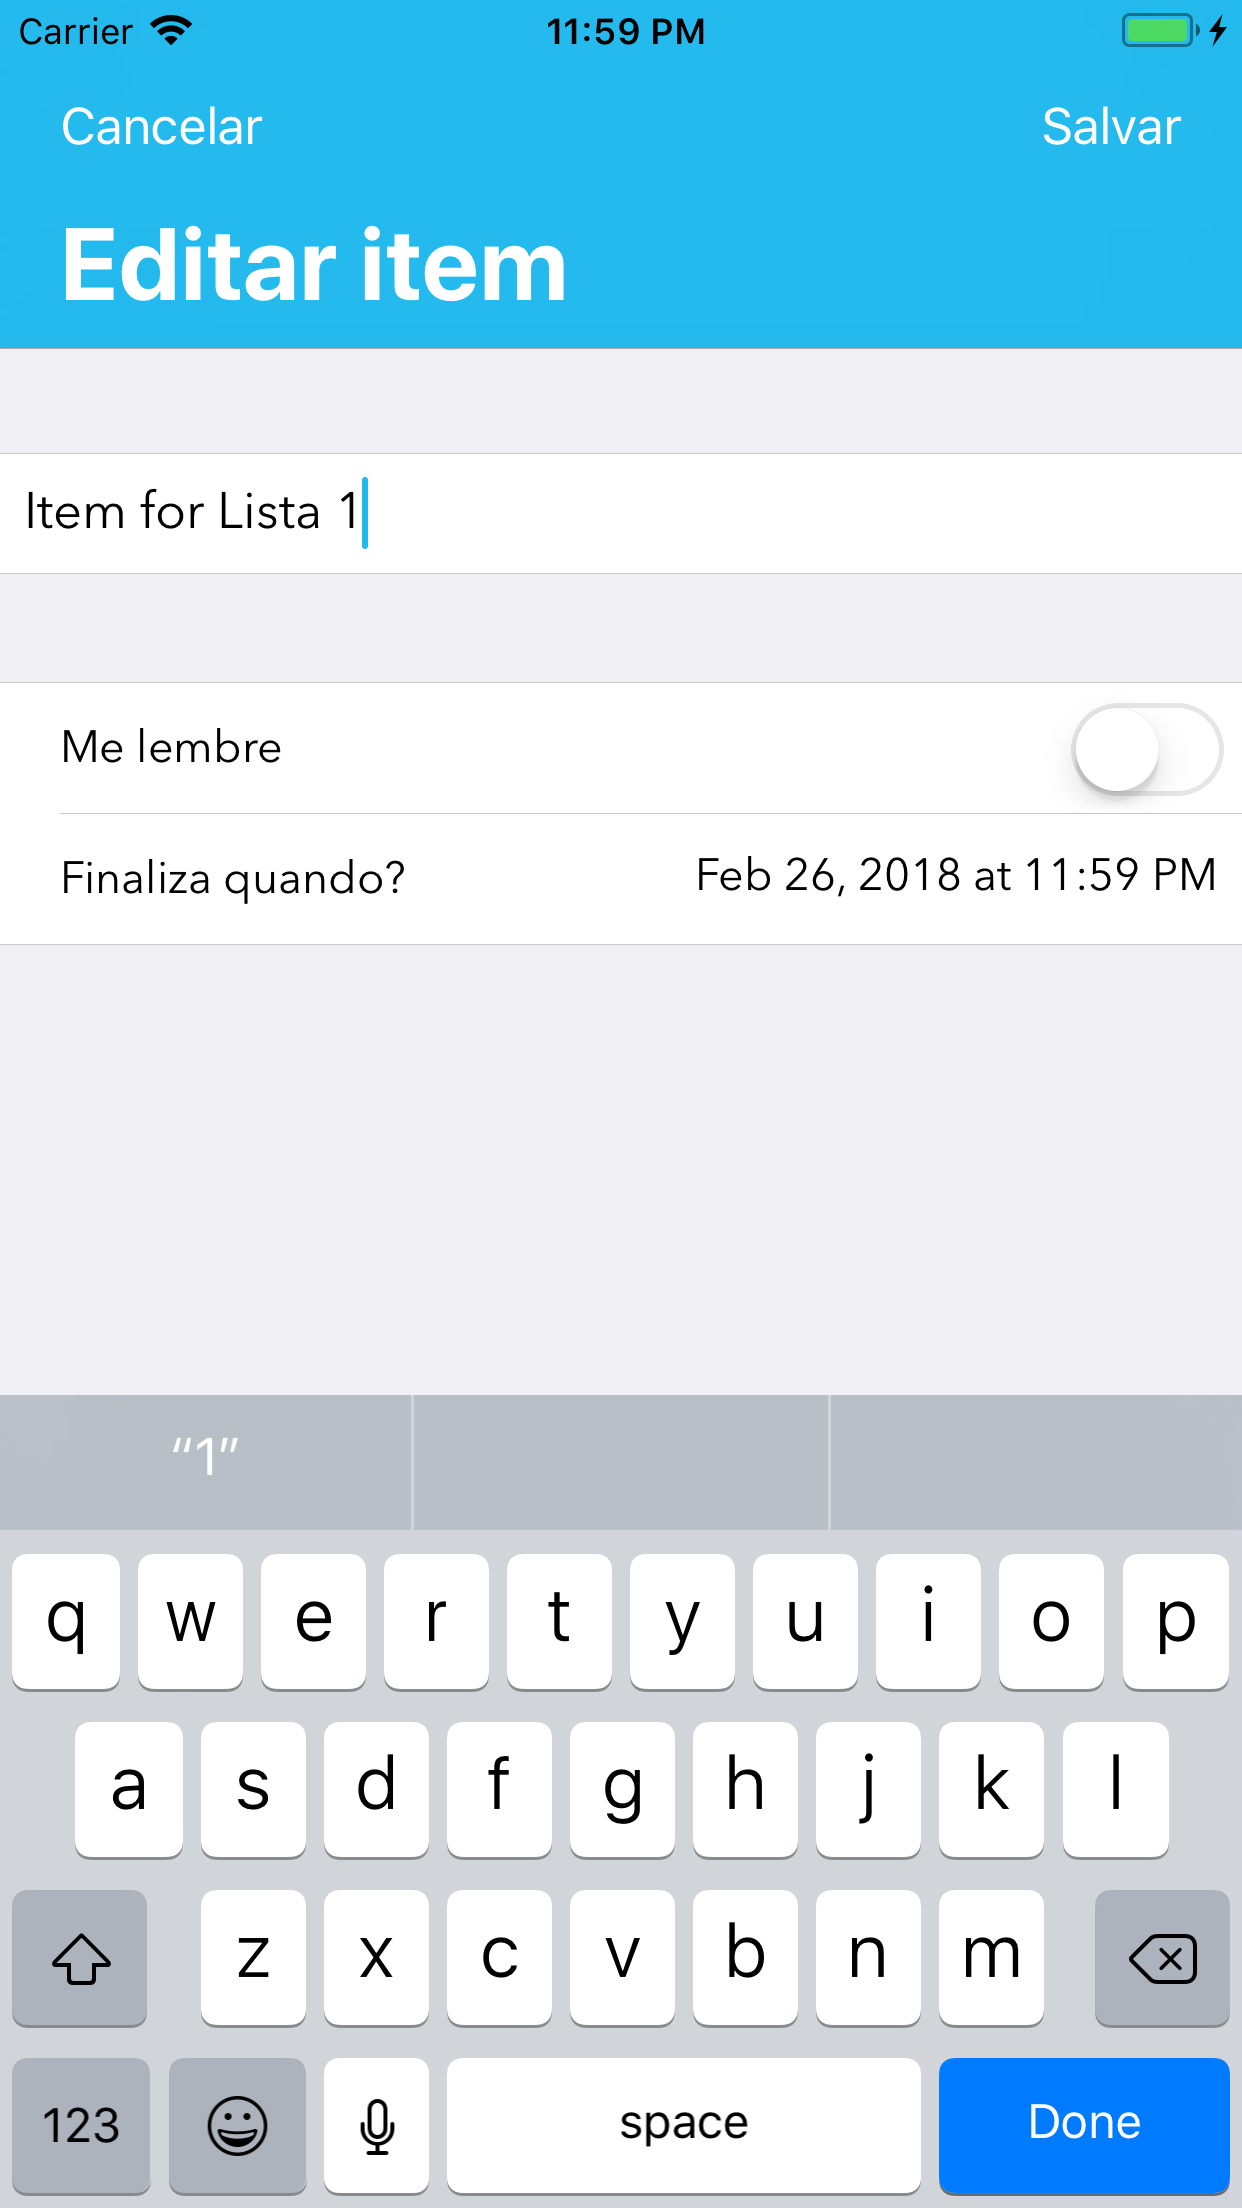 Carrier 11:59 PM
Cancelar Salvar
Editar item
Item for Lista 1
Me lembre
Finaliza quando? Feb 26, 2018 at 11:59 PM
“1”
q w e r t y u i o p
a s d f g h j k l
z x c v b n m
123 space Done